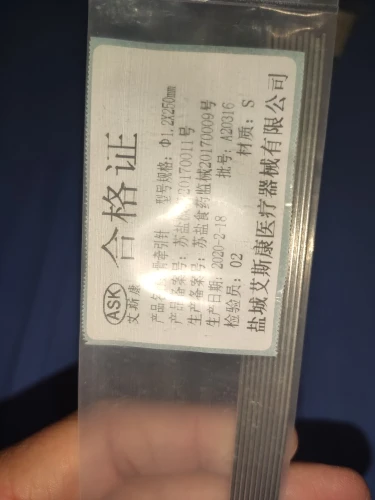 ASK
艾斯康
合格证
产品名称：骨牵引针 型号规格：Φ1.2X250mm
产品备案号：苏盐械备20170011号
生产备案号：苏盐食药监械20170009号
生产日期：2020-2-18 批号：A20316
检验员：02 材质：S
盐城艾斯康医疗器械有限公司